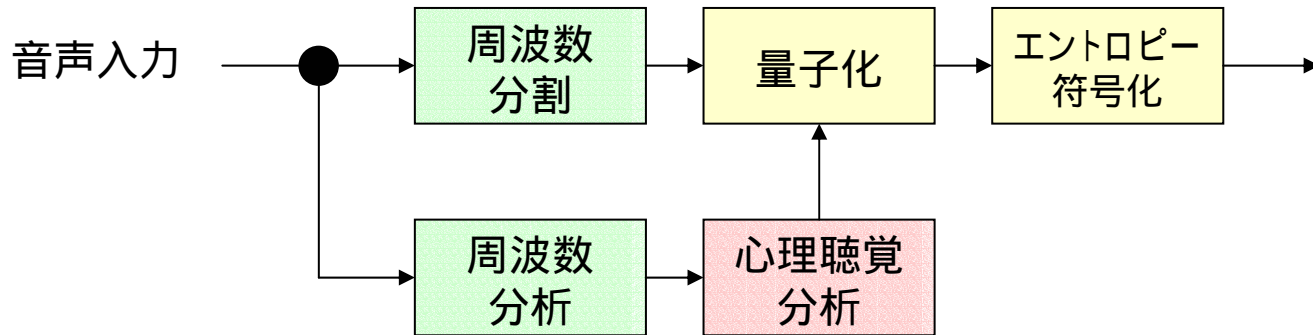 音声入力
周波数
分割
量子化
エントロピー
符号化
周波数
分析
心理聴覚
分析